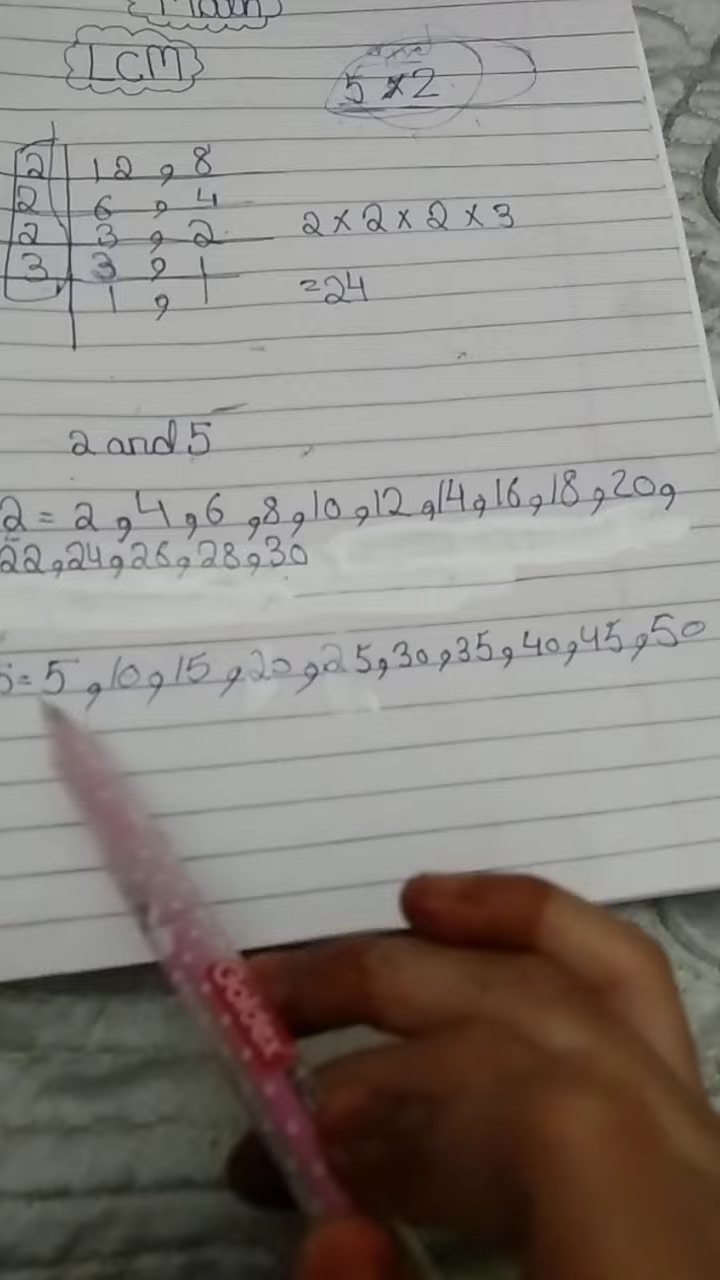 Math
LCM
5 × 2
2 | 12 , 8
2 | 6 , 4
2 | 3 , 2
3 | 3 , 1
1 , 1
2 × 2 × 2 × 3
= 24
2 and 5
2 = 2 , 4 , 6 , 8 , 10 , 12 , 14 , 16 , 18 , 20 ,
22 , 24 , 26 , 28 , 30
5 = 5 , 10 , 15 , 20 , 25 , 30 , 35 , 40 , 45 , 50
Goldex